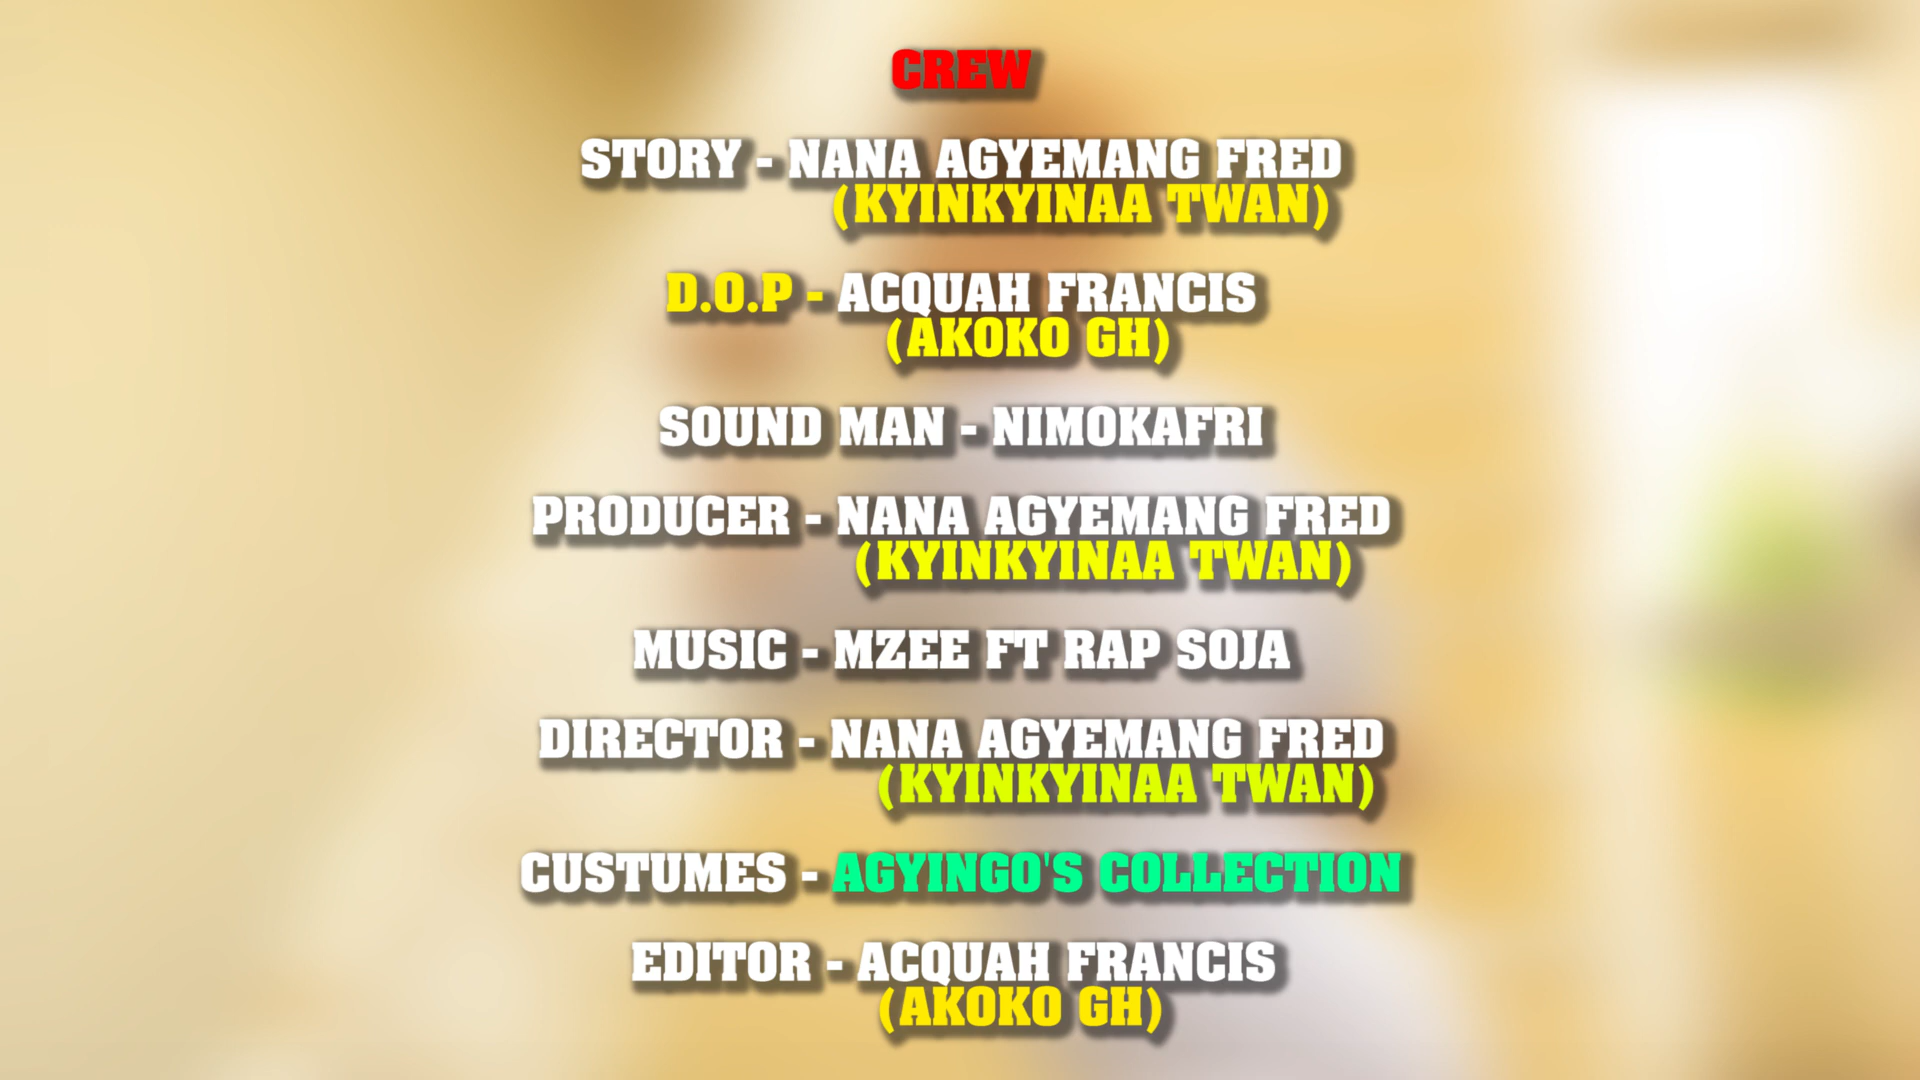 CREW
STORY - NANA AGYEMANG FRED
(KYINKYINAA TWAN)
D.O.P - ACQUAH FRANCIS
(AKOKO GH)
SOUND MAN - NIMOKAFRI
PRODUCER - NANA AGYEMANG FRED
(KYINKYINAA TWAN)
MUSIC - MZEE FT RAP SOJA
DIRECTOR - NANA AGYEMANG FRED
(KYINKYINAA TWAN)
CUSTUMES - AGYINGO'S COLLECTION
EDITOR - ACQUAH FRANCIS
(AKOKO GH)